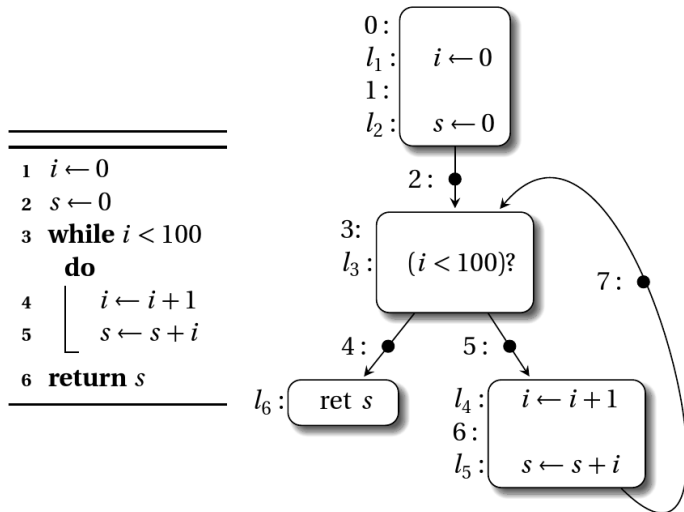 1 i ← 0
2 s ← 0
3 while i < 100
do
4 i ← i + 1
5 s ← s + i
6 return s
0 :
l₁ : i ← 0
1 :
l₂ : s ← 0
2 :
3 :
l₃ : (i < 100)?
4 :
5 :
7 :
l₆ : ret s
l₄ : i ← i + 1
6 :
l₅ : s ← s + i